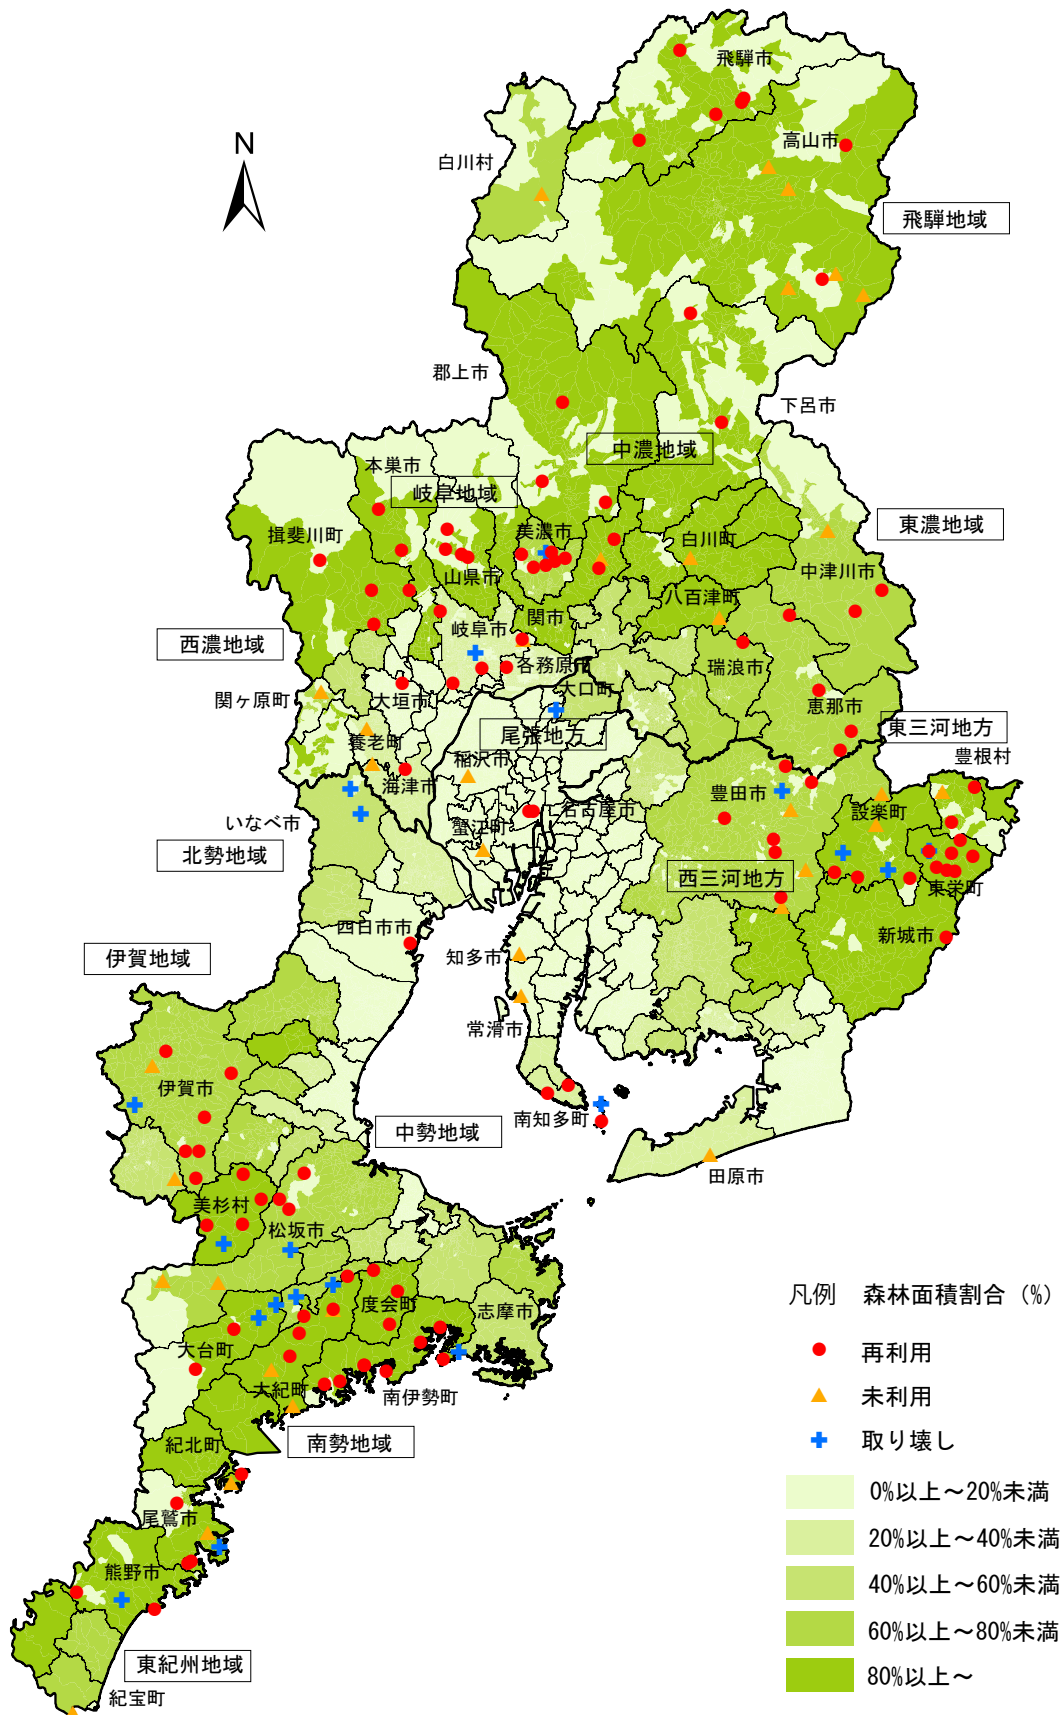 飛騨市
N
高山市
白川村
飛騨地域
郡上市
下呂市
中濃地域
本巣市
岐阜地域
東濃地域
揖斐川町
美濃市
白川町
中津川市
山県市
八百津町
関市
岐阜市
西濃地域
各務原市
瑞浪市
関ヶ原町
大垣市
大口町
恵那市
東三河地方
養老町
尾張地方
豊根村
稲沢市
海津市
豊田市
いなべ市
名古屋市
設楽町
蟹江町
北勢地域
西三河地方
東栄町
四日市市
新城市
知多市
伊賀地域
常滑市
伊賀市
南知多町
中勢地域
田原市
美杉村
松坂市
凡例 森林面積割合 (%)
度会町
志摩市
再利用
大台町
大紀町
南伊勢町
未利用
紀北町
南勢地域
取り壊し
0%以上～20%未満
尾鷲市
20%以上～40%未満
熊野市
40%以上～60%未満
60%以上～80%未満
東紀州地域
80%以上～
紀宝町